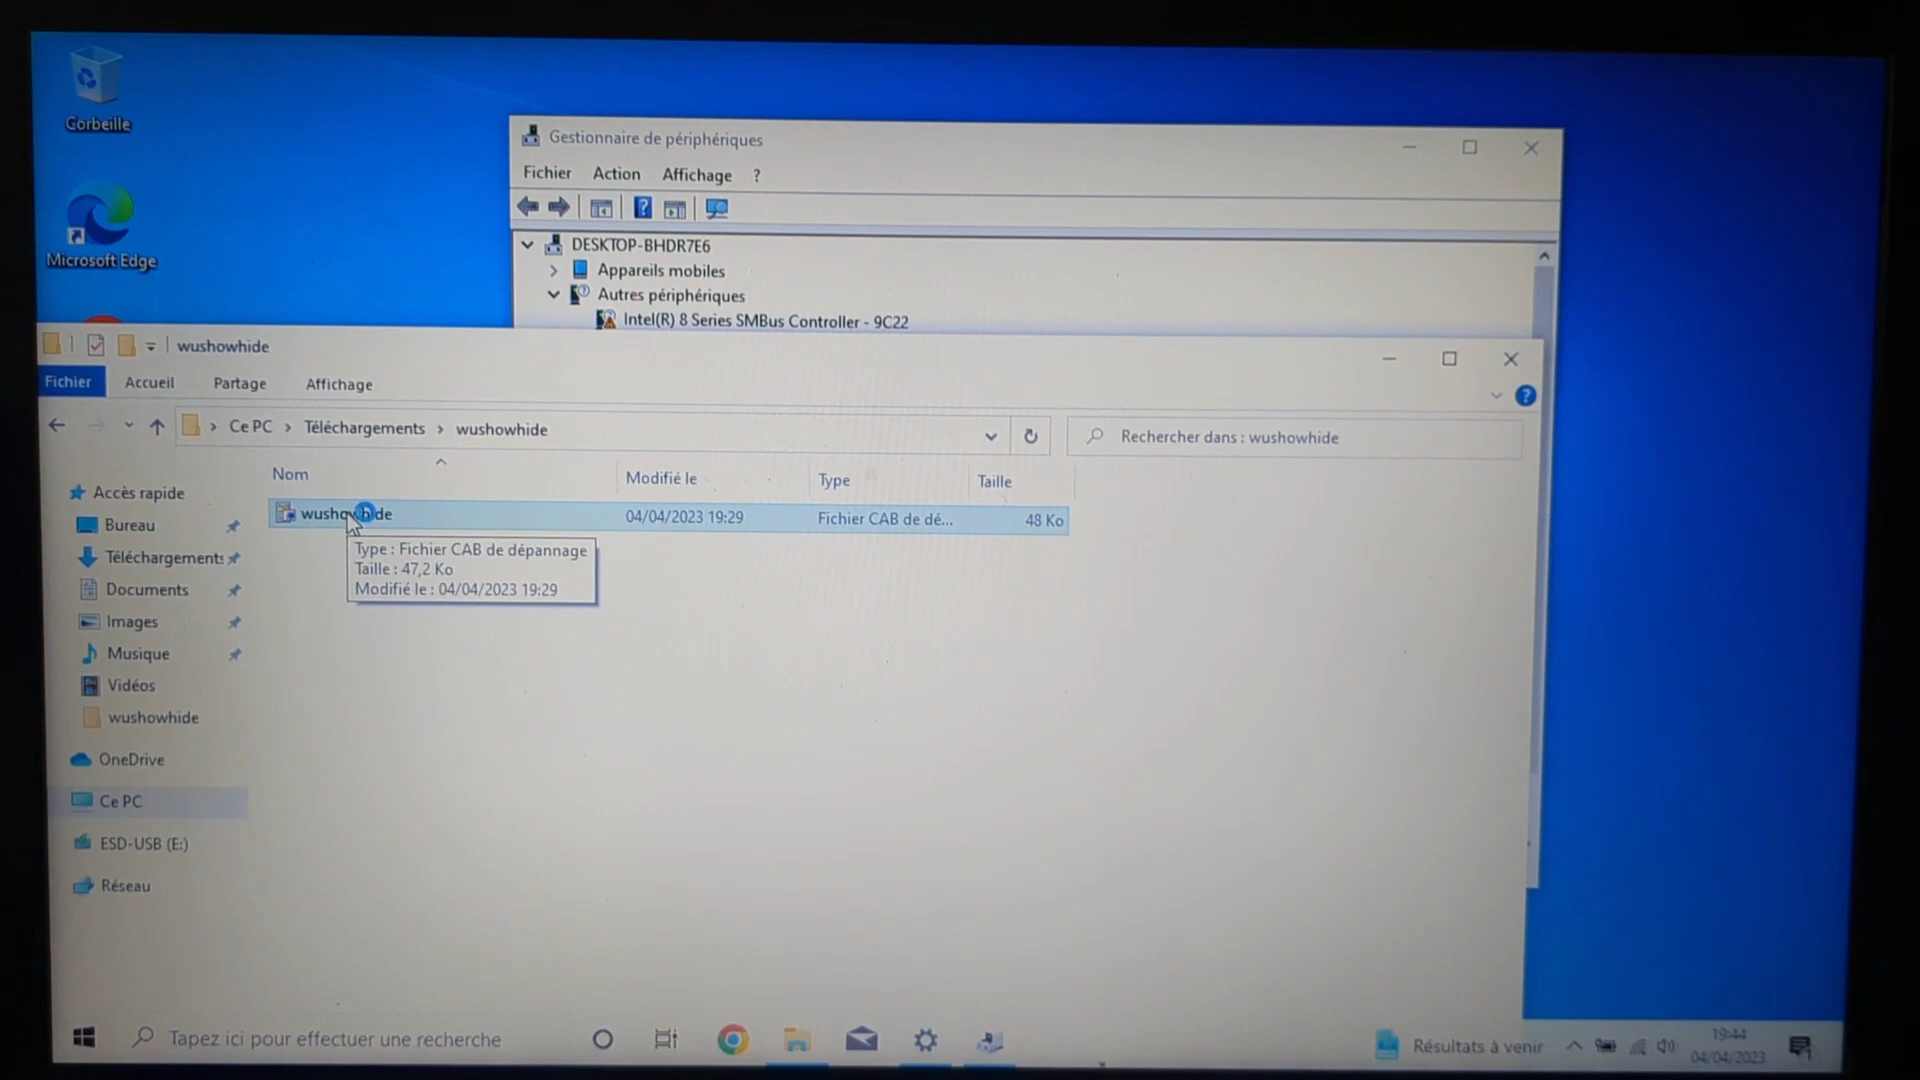 Corbeille
Microsoft Edge
Gestionnaire de périphériques
Fichier Action Affichage ?
DESKTOP-BHDR7E6
Appareils mobiles
Autres périphériques
Intel(R) 8 Series SMBus Controller - 9C22
wushowhide
Fichier Accueil Partage Affichage
Ce PC Téléchargements wushowhide
Rechercher dans : wushowhide
Nom Modifié le Type Taille
04/04/2023 19:29 Fichier CAB de dé... 48 Ko
Type : Fichier CAB de dépannage
Taille : 47,2 Ko
Modifié le : 04/04/2023 19:29
Accès rapide
Bureau
Téléchargements
Documents
Images
Musique
Vidéos
wushowhide
OneDrive
Ce PC
ESD-USB (E:)
Réseau
Tapez ici pour effectuer une recherche
Résultats à venir
19:44
04/04/2023